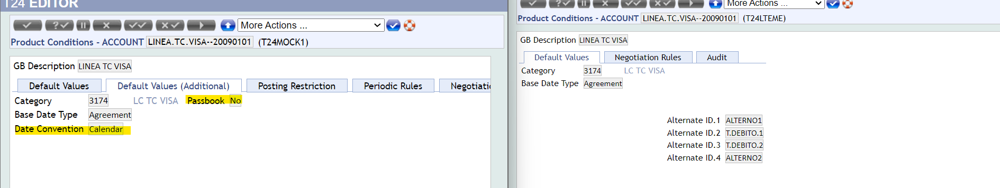 T24 EDITOR
More Actions ...
Product Conditions - ACCOUNT LINEA.TC.VISA--20090101 (T24MOCK1)
GB Description LINEA TC VISA
Default Values Default Values (Additional) Posting Restriction Periodic Rules
Category 3174 LC TC VISA Passbook No
Base Date Type Agreement
Date Convention Calendar
More Actions ...
Product Conditions - ACCOUNT LINEA.TC.VISA--20090101 (T24LTEME)
GB Description LINEA TC VISA
Default Values Negotiation Rules Audit
Category 3174 LC TC VISA
Base Date Type Agreement
Alternate ID.1 ALTERNO1
Alternate ID.2 T.DEBITO.1
Alternate ID.3 T.DEBITO.2
Alternate ID.4 ALTERNO2